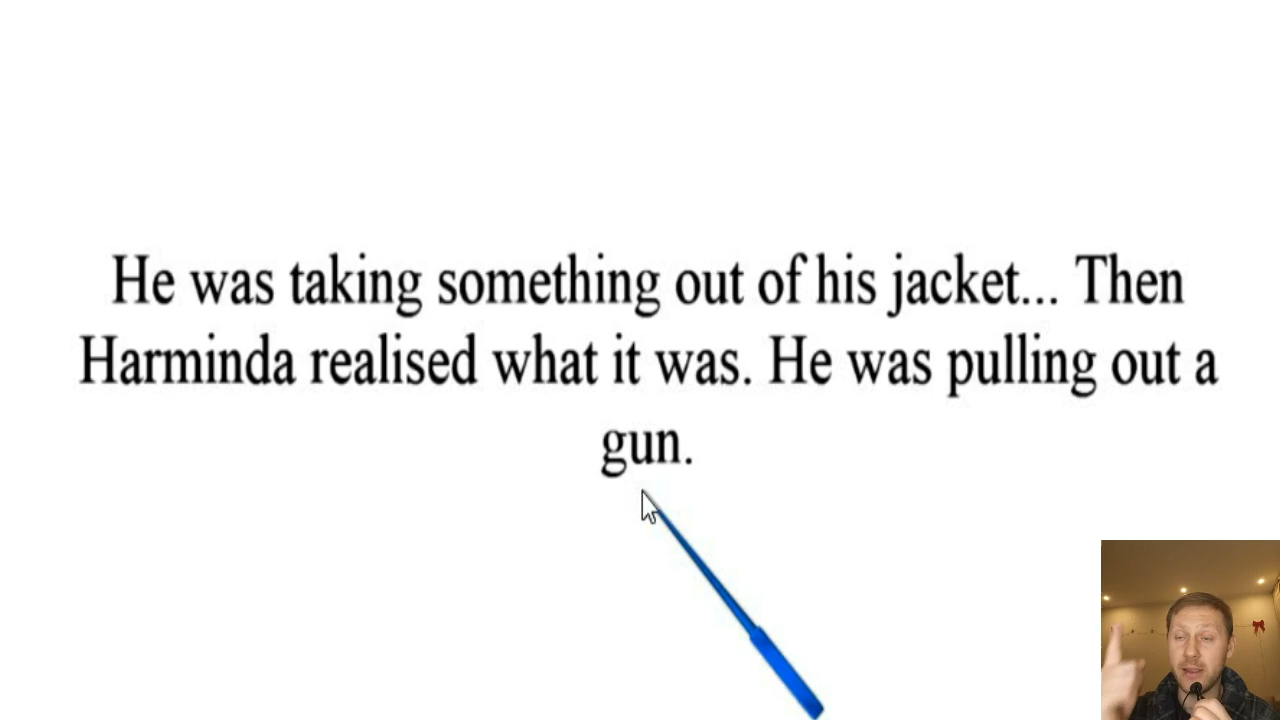 He was taking something out of his jacket... Then
Harminda realised what it was. He was pulling out a
gun.